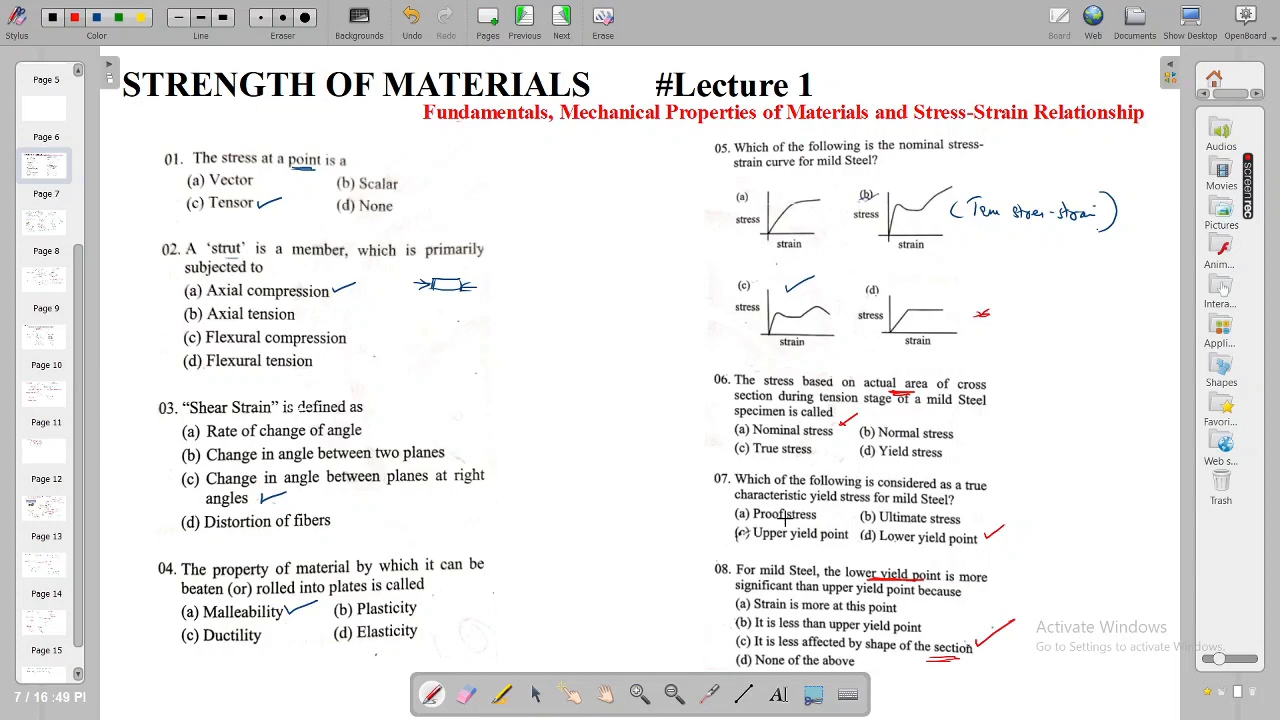 Stylus
Color
Line
Eraser
Backgrounds
Undo
Redo
Pages
Previous
Next
Erase
Board
Web
Documents
Show Desktop
OpenBoard
STRENGTH OF MATERIALS #Lecture 1
Fundamentals, Mechanical Properties of Materials and Stress-Strain Relationship
Page 5
Page 6
Page 7
Page 8
Page 9
Page 10
Page 11
Page 12
Page 13
Page 14
Page 15
7 / 16
:49 PI
01. The stress at a point is a
(a) Vector (b) Scalar
(c) Tensor (d) None
02. A ‘strut’ is a member, which is primarily
subjected to
(a) Axial compression
(b) Axial tension
(c) Flexural compression
(d) Flexural tension
03. “Shear Strain” is defined as
(a) Rate of change of angle
(b) Change in angle between two planes
(c) Change in angle between planes at right
angles
(d) Distortion of fibers
04. The property of material by which it can be
beaten (or) rolled into plates is called
(a) Malleability (b) Plasticity
(c) Ductility (d) Elasticity
05. Which of the following is the nominal stress-
strain curve for mild Steel?
(a)
stress
strain
(b)
stress
strain
stress-strain
(c)
stress
strain
(d)
stress
strain
06. The stress based on actual area of cross
section during tension stage of a mild Steel
specimen is called
(a) Nominal stress (b) Normal stress
(c) True stress (d) Yield stress
07. Which of the following is considered as a true
characteristic yield stress for mild Steel?
(a) Proof stress (b) Ultimate stress
(c) Upper yield point (d) Lower yield point
08. For mild Steel, the lower yield point is more
significant than upper yield point because
(a) Strain is more at this point
(b) It is less than upper yield point
(c) It is less affected by shape of the section
(d) None of the above
Activate Windows
Go to Settings to activate Windows.
Audios
Movies
Pictures
Anim...
Intera...
Appli...
Shapes
Favorite...
Web s...
Trash
screenrec